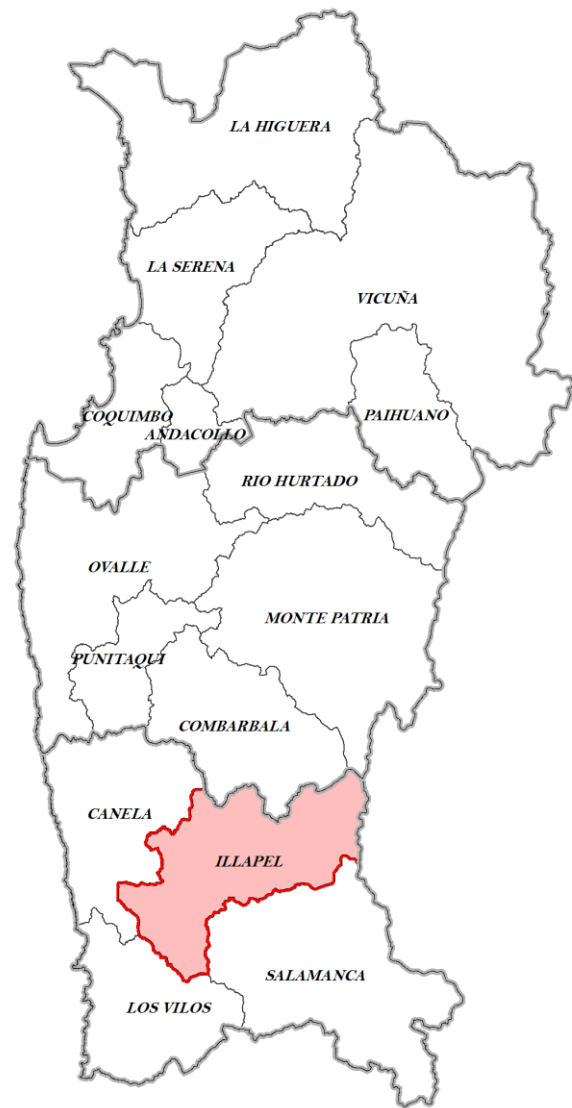 LA HIGUERA
LA SERENA
VICUÑA
COQUIMBO
ANDACOLLO
PAIHUANO
RIO HURTADO
OVALLE
MONTE PATRIA
PUNITAQUI
COMBARBALA
CANELA
ILLAPEL
SALAMANCA
LOS VILOS